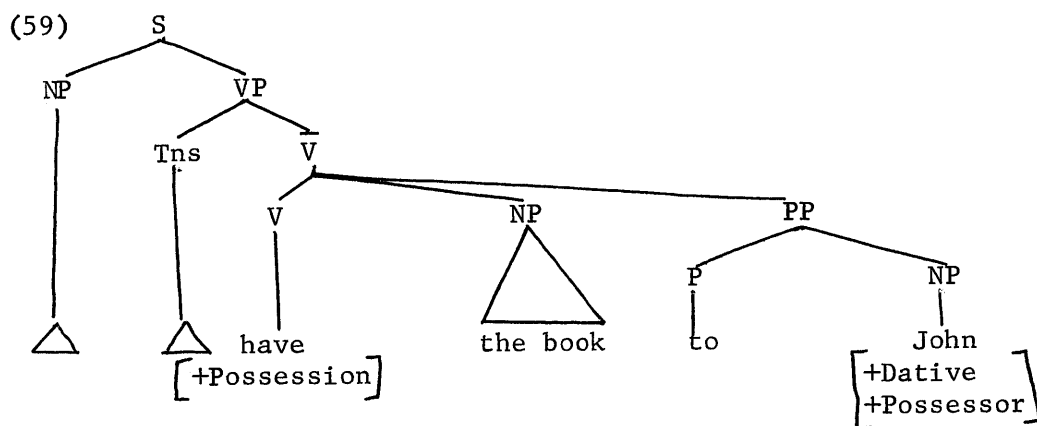 (59) S
NP VP
Tns V̅
V NP PP
P NP
have the book to John
[+Possession] [+Dative
+Possessor]